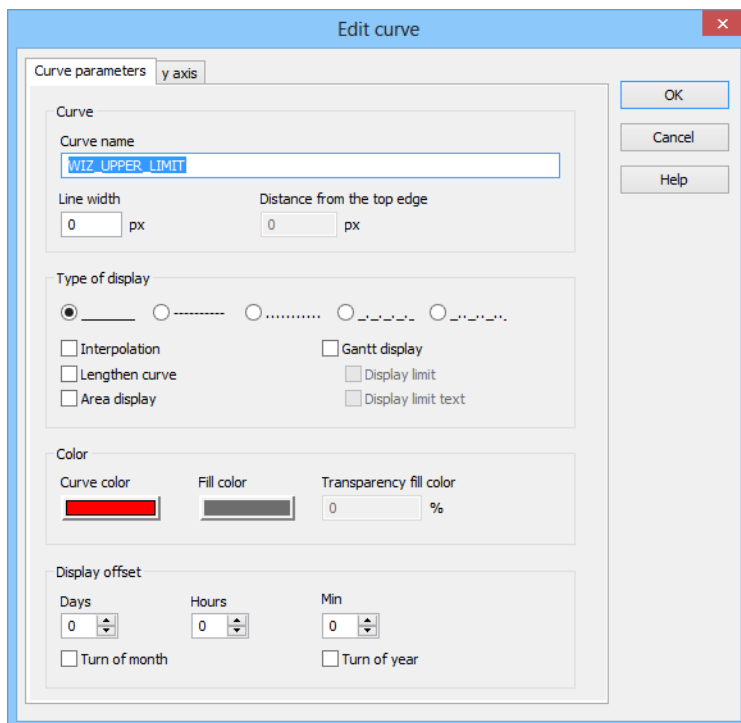 Edit curve
Curve parameters
y axis
OK
Cancel
Help
Curve
Curve name
WIZ_UPPER_LIMIT
Line width
Distance from the top edge
0 px
0 px
Type of display
Interpolation
Gantt display
Lengthen curve
Display limit
Area display
Display limit text
Color
Curve color
Fill color
Transparency fill color
0 %
Display offset
Days
Hours
Min
0
0
0
Turn of month
Turn of year